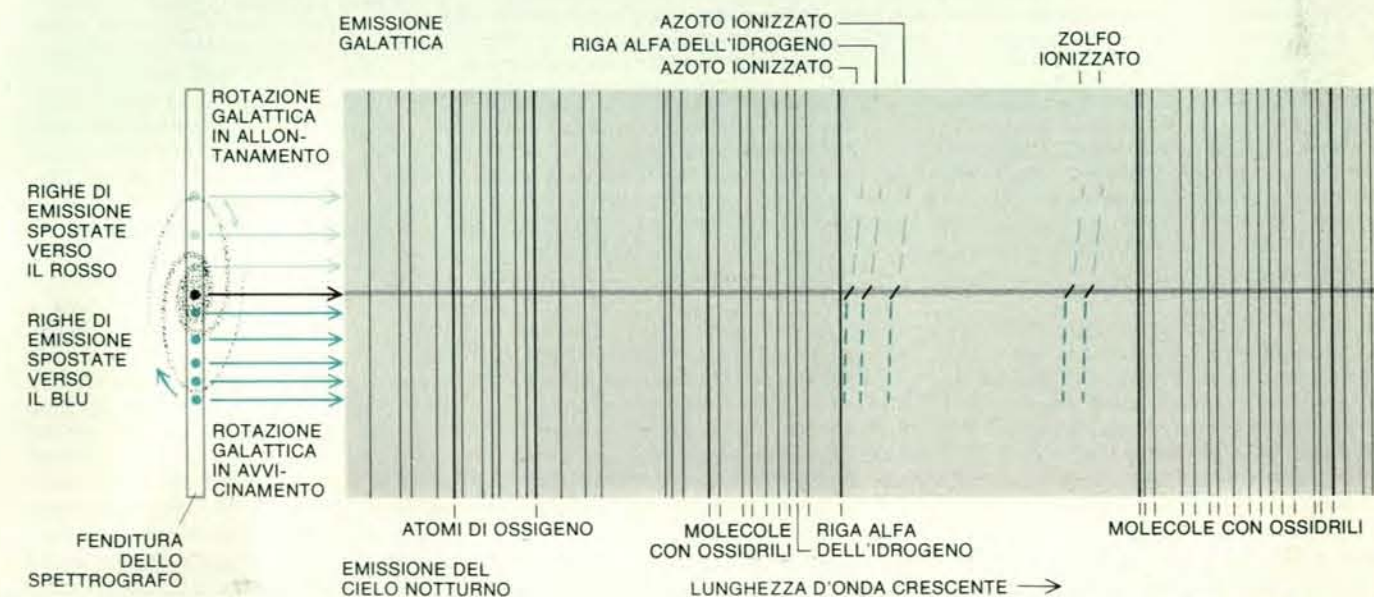 EMISSIONE
GALATTICA
AZOTO IONIZZATO
RIGA ALFA DELL'IDROGENO
AZOTO IONIZZATO
ZOLFO
IONIZZATO
ROTAZIONE
GALATTICA
IN ALLON-
TANAMENTO
RIGHE DI
EMISSIONE
SPOSTATE
VERSO
IL ROSSO
RIGHE DI
EMISSIONE
SPOSTATE
VERSO
IL BLU
ROTAZIONE
GALATTICA
IN AVVI-
CINAMENTO
FENDITURA
DELLO
SPETTROGRAFO
ATOMI DI OSSIGENO
MOLECOLE
CON OSSIDRILI
RIGA ALFA
DELL'IDROGENO
MOLECOLE CON OSSIDRILI
EMISSIONE DEL
CIELO NOTTURNO
LUNGHEZZA D'ONDA CRESCENTE